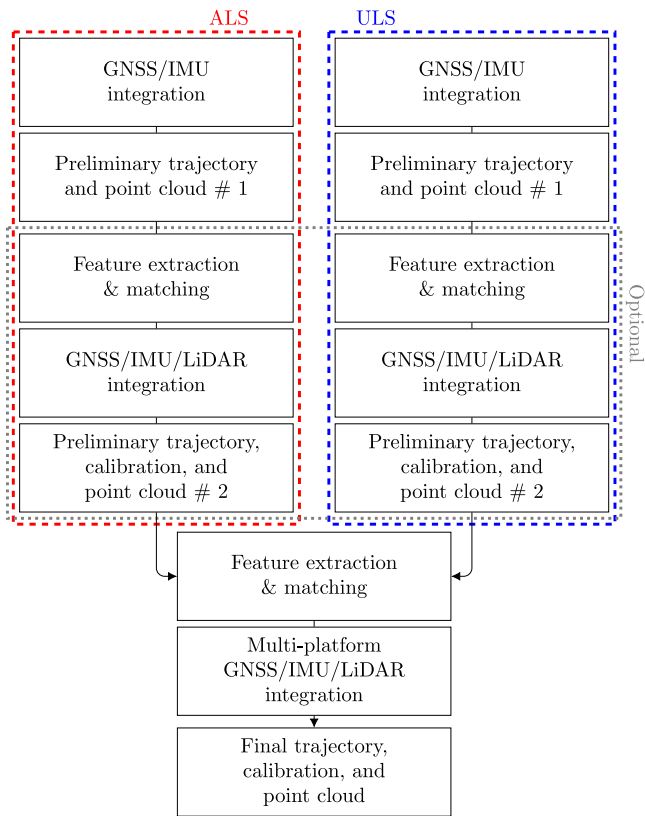 ALS
GNSS/IMU
integration
Preliminary trajectory
and point cloud # 1
Feature extraction
& matching
GNSS/IMU/LiDAR
integration
Preliminary trajectory,
calibration, and
point cloud # 2
ULS
GNSS/IMU
integration
Preliminary trajectory
and point cloud # 1
Feature extraction
& matching
GNSS/IMU/LiDAR
integration
Preliminary trajectory,
calibration, and
point cloud # 2
Optional
Feature extraction
& matching
Multi-platform
GNSS/IMU/LiDAR
integration
Final trajectory,
calibration, and
point cloud